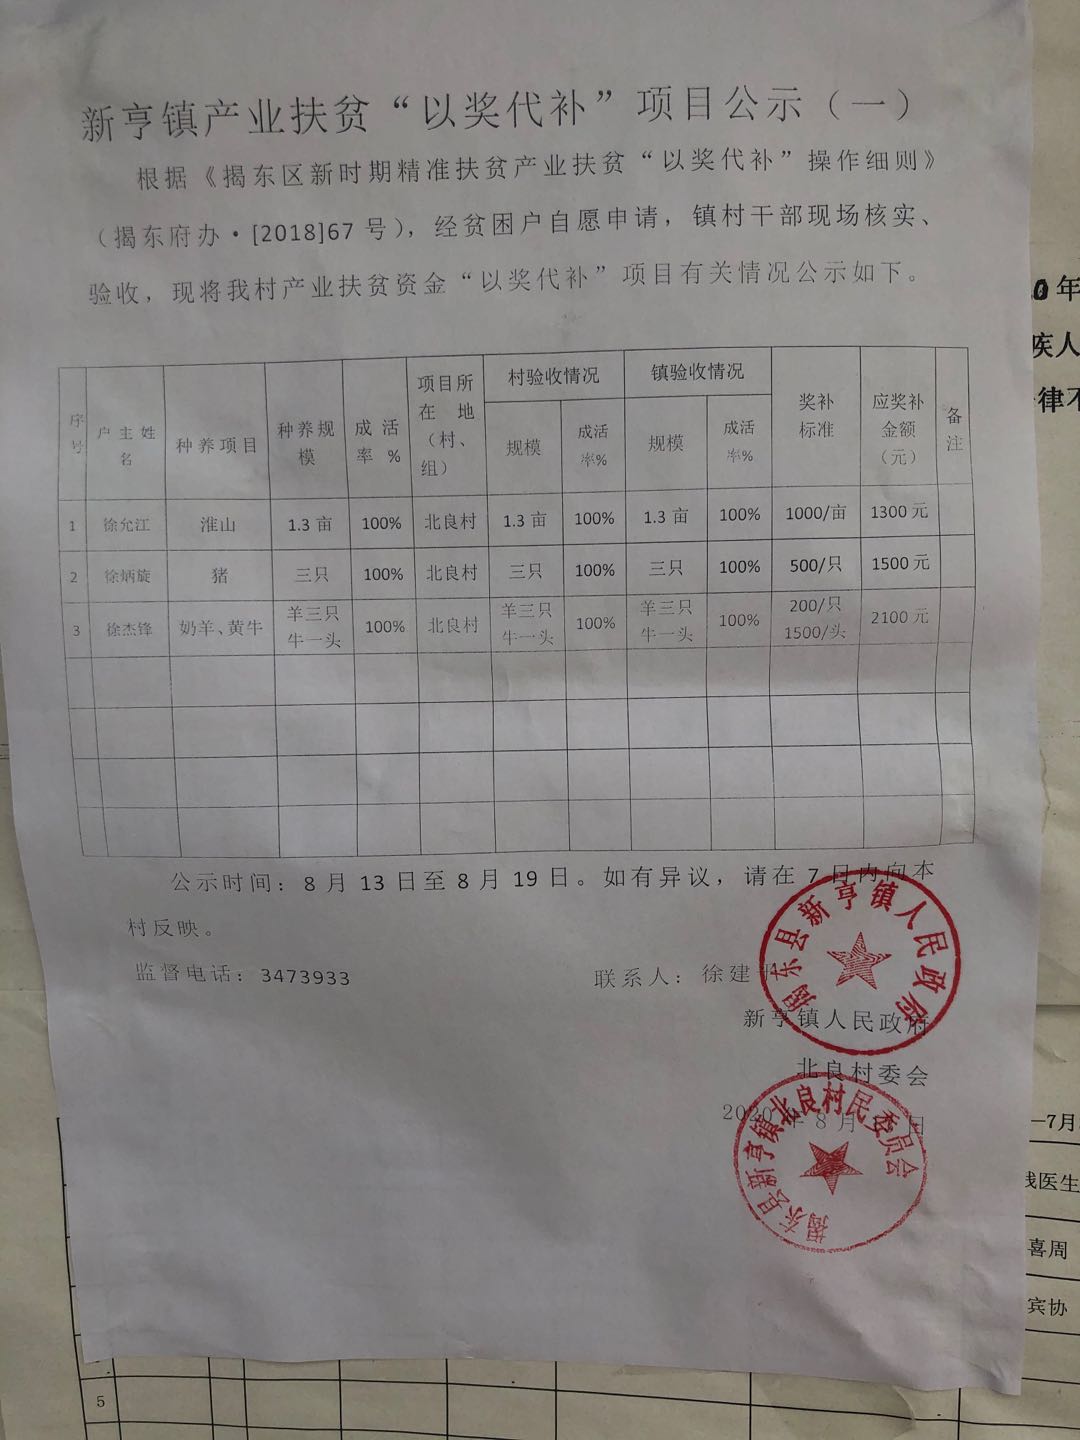 新亨镇产业扶贫“以奖代补”项目公示（一）
根据《揭东区新时期精准扶贫产业扶贫“以奖代补”操作细则》
（揭东府办·[2018]67号），经贫困户自愿申请，镇村干部现场核实、
验收，现将我村产业扶贫资金“以奖代补”项目有关情况公示如下。
序号 户主姓名 种养项目 种养规模 成活率% 项目所在地（村、组） 村验收情况 规模 成活率% 镇验收情况 规模 成活率% 奖补标准 应奖补金额（元） 备注
1 徐允江 淮山 1.3亩 100% 北良村 1.3亩 100% 1.3亩 100% 1000/亩 1300元
2 徐炳旋 猪 三只 100% 北良村 三只 100% 三只 100% 500/只 1500元
3 徐杰锋 奶羊、黄牛 羊三只牛一头 100% 北良村 羊三只牛一头 100% 羊三只牛一头 100% 200/只 1500/头 2100元
公示时间：8月13日至8月19日。如有异议，请在7日内向本
村反映。
监督电话：3473933 联系人：徐建
新亨镇人民政府
北良村委会
2020年8月 日
揭东县新亨镇人民政府
揭东县新亨镇北良村民委员会
0年
疾人
律不
—7月
医生
喜周
宾协
5